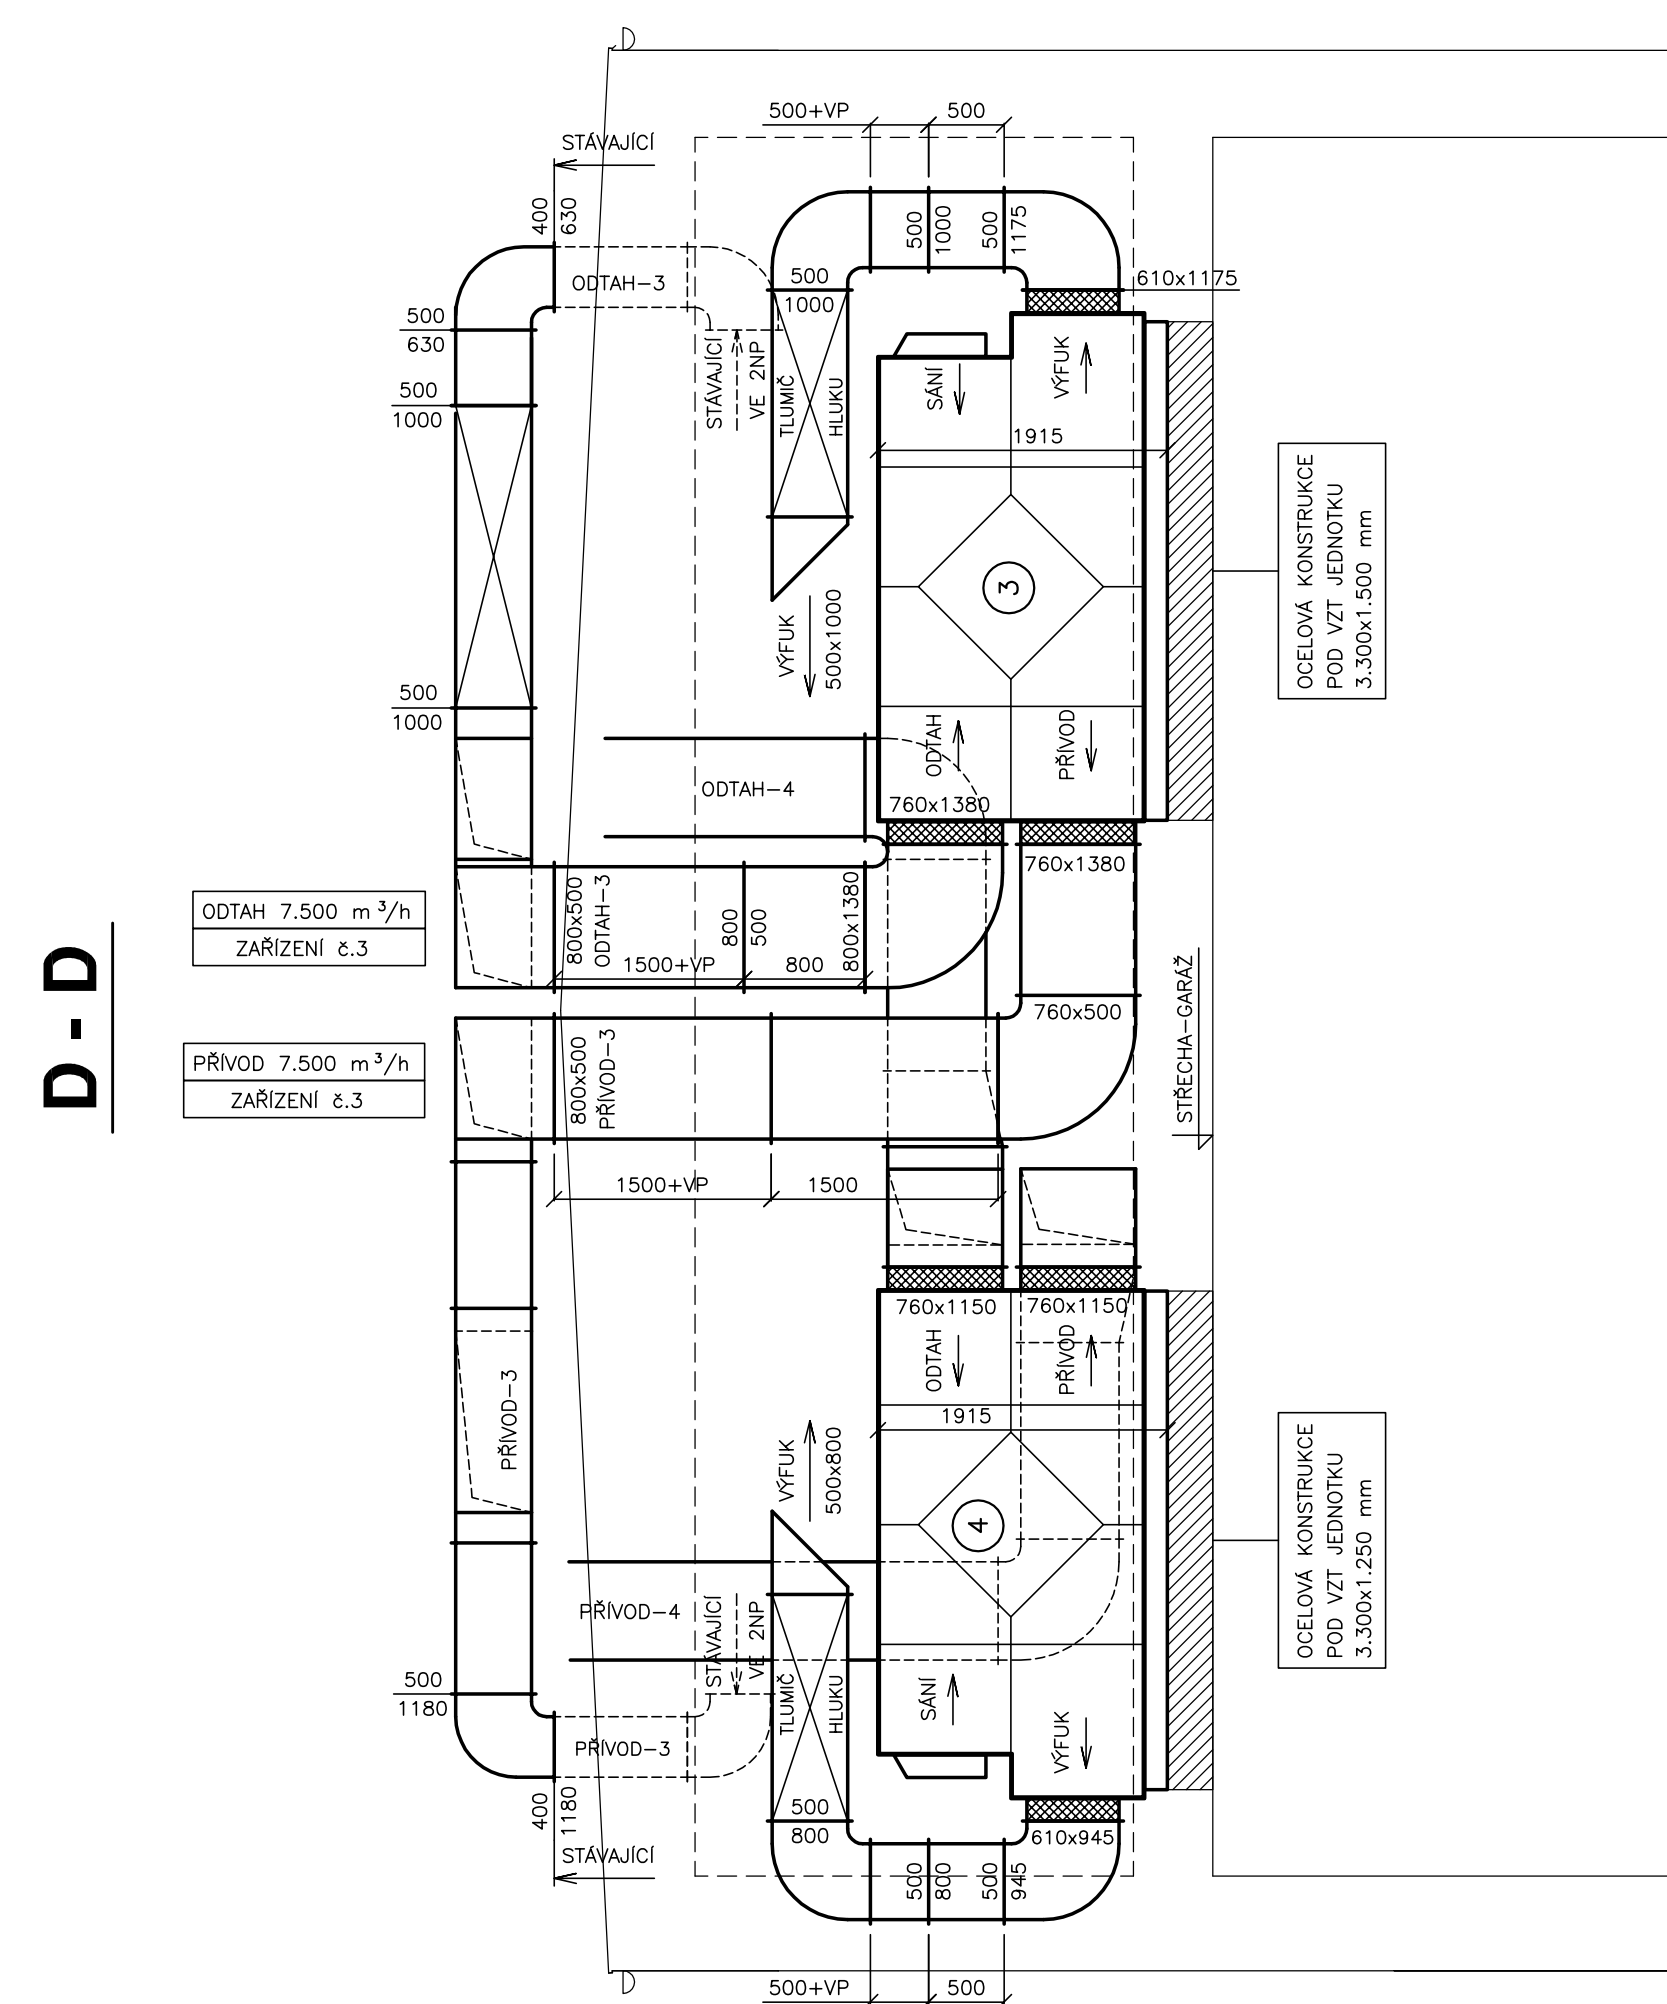 D
500+VP
500
STÁVAJÍCÍ
400
630
500
1000
500
1175
ODTAH-3
500
1000
610x1175
500
630
STÁVAJÍCÍ
VE 2NP
TLUMIČ
HLUKU
SÁNÍ
VÝFUK
500
1000
1915
OCELOVÁ KONSTRUKCE
POD VZT JEDNOTKU
3.300x1.500 mm
3
VÝFUK
500x1000
500
1000
ODTAH
PŘÍVOD
ODTAH-4
760x1380
760x1380
ODTAH 7.500 m³/h
ZAŘÍZENÍ č.3
800x500
ODTAH-3
800
500
800x1380
1500+VP
800
D - D
760x500
STŘECHA-GARÁŽ
PŘÍVOD 7.500 m³/h
ZAŘÍZENÍ č.3
800x500
PŘÍVOD-3
1500+VP
1500
760x1150
760x1150
ODTAH
PŘÍVOD
PŘÍVOD-3
1915
VÝFUK
500x800
4
OCELOVÁ KONSTRUKCE
POD VZT JEDNOTKU
3.300x1.250 mm
PŘÍVOD-4
STÁVAJÍCÍ
VE 2NP
TLUMIČ
HLUKU
SÁNÍ
VÝFUK
500
1180
PŘÍVOD-3
400
1180
500
800
610x945
STÁVAJÍCÍ
500
800
500
945
D
500+VP
500